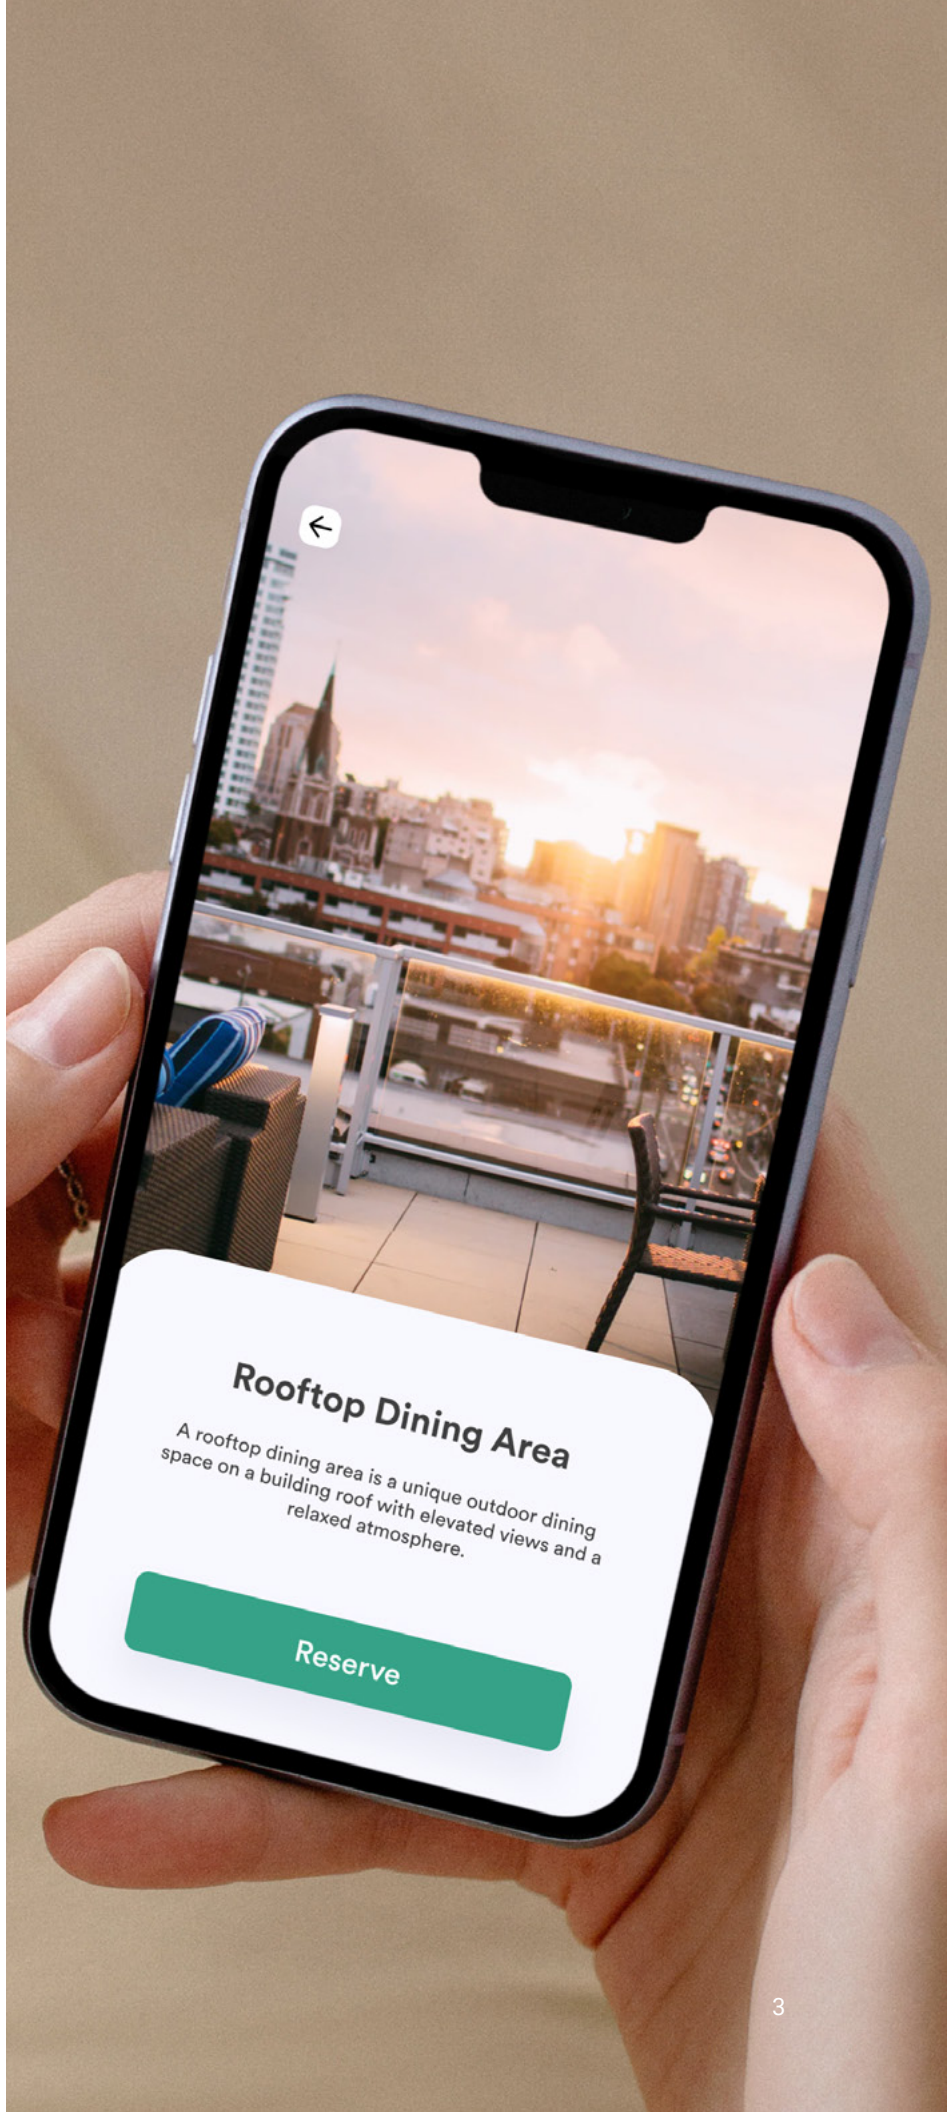 Rooftop Dining Area
A rooftop dining area is a unique outdoor dining
space on a building roof with elevated views and a
relaxed atmosphere.
Reserve
3